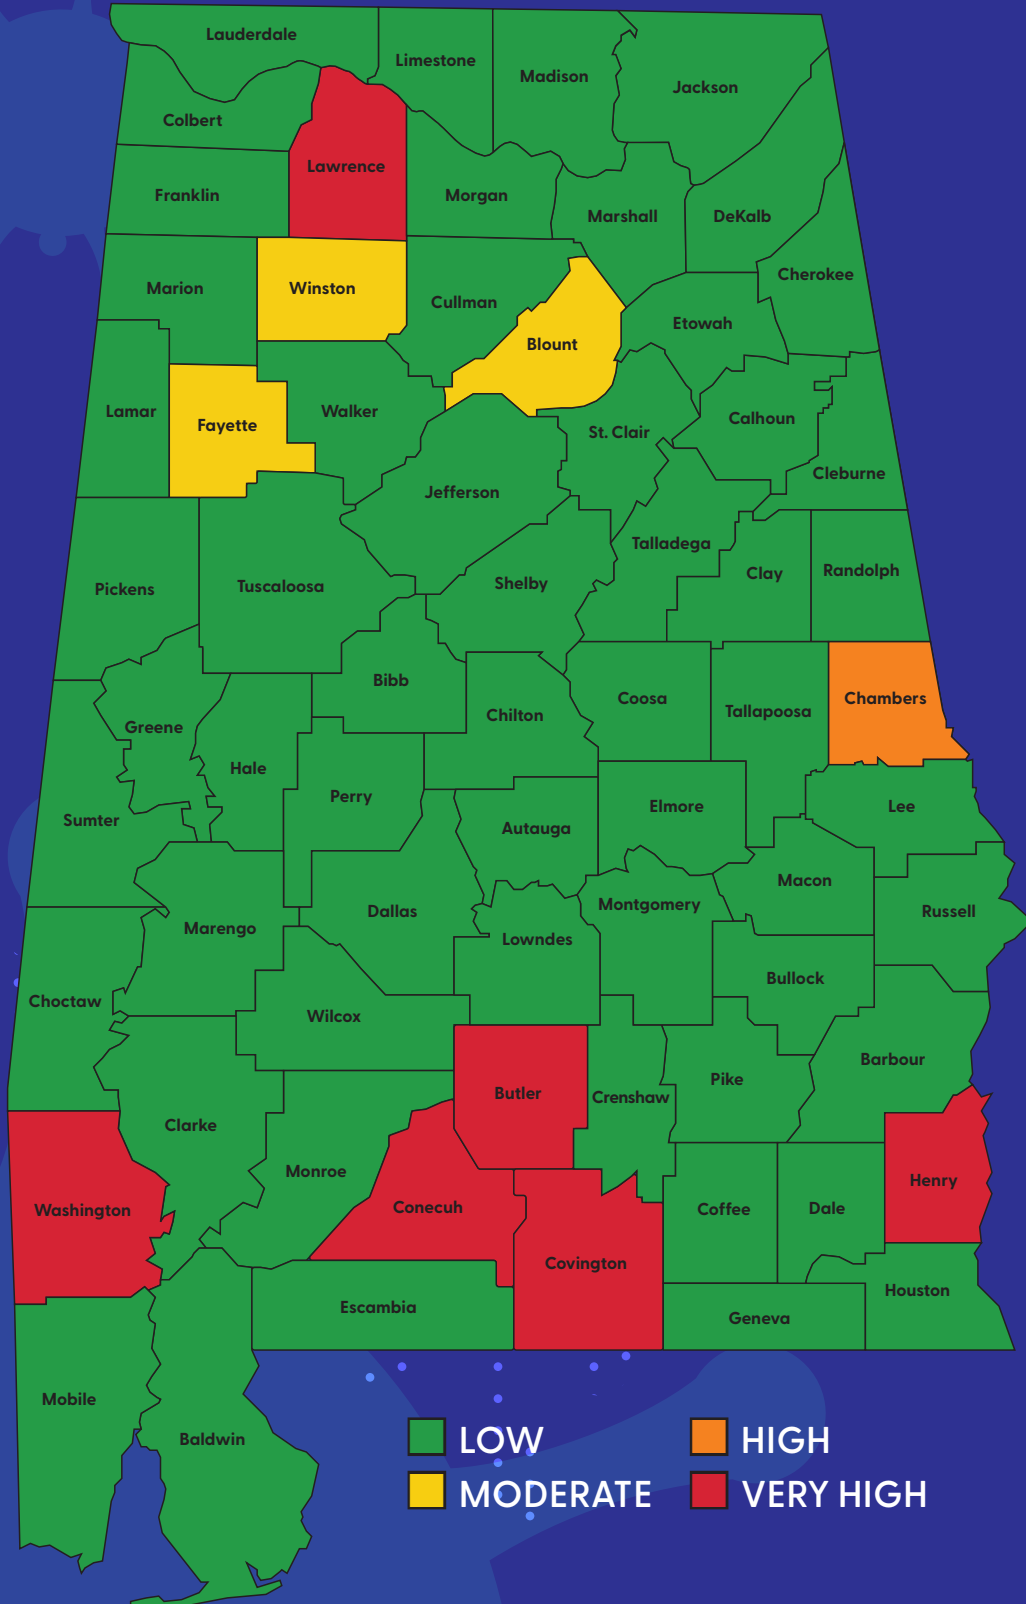 Lauderdale
Limestone
Madison
Jackson
Colbert
Lawrence
Franklin
Morgan
Marshall
DeKalb
Cherokee
Marion
Winston
Cullman
Etowah
Blount
Lamar
Fayette
Walker
St. Clair
Calhoun
Cleburne
Jefferson
Talladega
Clay
Randolph
Pickens
Tuscaloosa
Shelby
Bibb
Coosa
Tallapoosa
Chambers
Greene
Chilton
Hale
Perry
Elmore
Lee
Sumter
Autauga
Macon
Dallas
Montgomery
Russell
Marengo
Lowndes
Bullock
Choctaw
Wilcox
Barbour
Pike
Butler
Crenshaw
Clarke
Monroe
Henry
Washington
Conecuh
Coffee
Dale
Covington
Houston
Escambia
Geneva
Mobile
Baldwin
LOW
HIGH
MODERATE
VERY HIGH